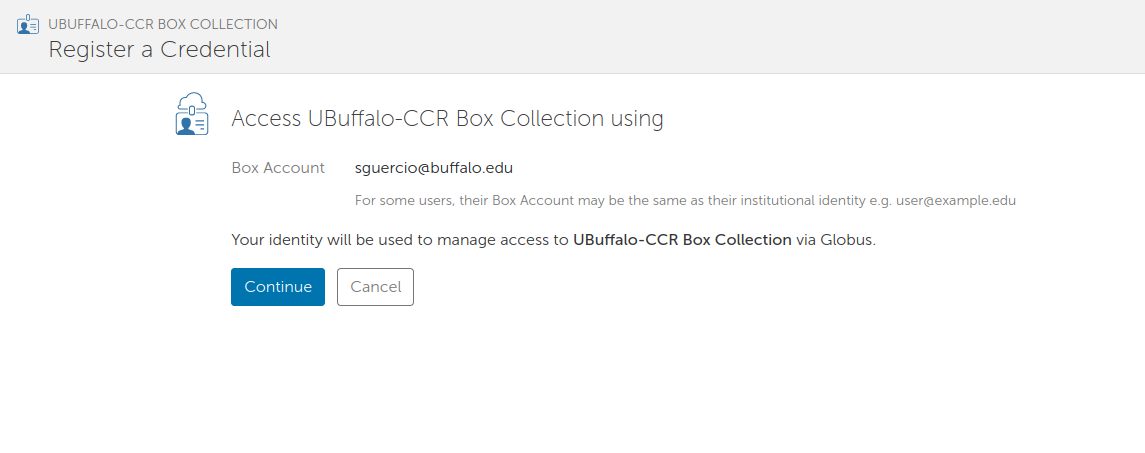 UBUFFALO-CCR BOX COLLECTION
Register a Credential
Access UBuffalo-CCR Box Collection using
Box Account sguercio@buffalo.edu
For some users, their Box Account may be the same as their institutional identity e.g. user@example.edu
Your identity will be used to manage access to UBuffalo-CCR Box Collection via Globus.
Continue Cancel